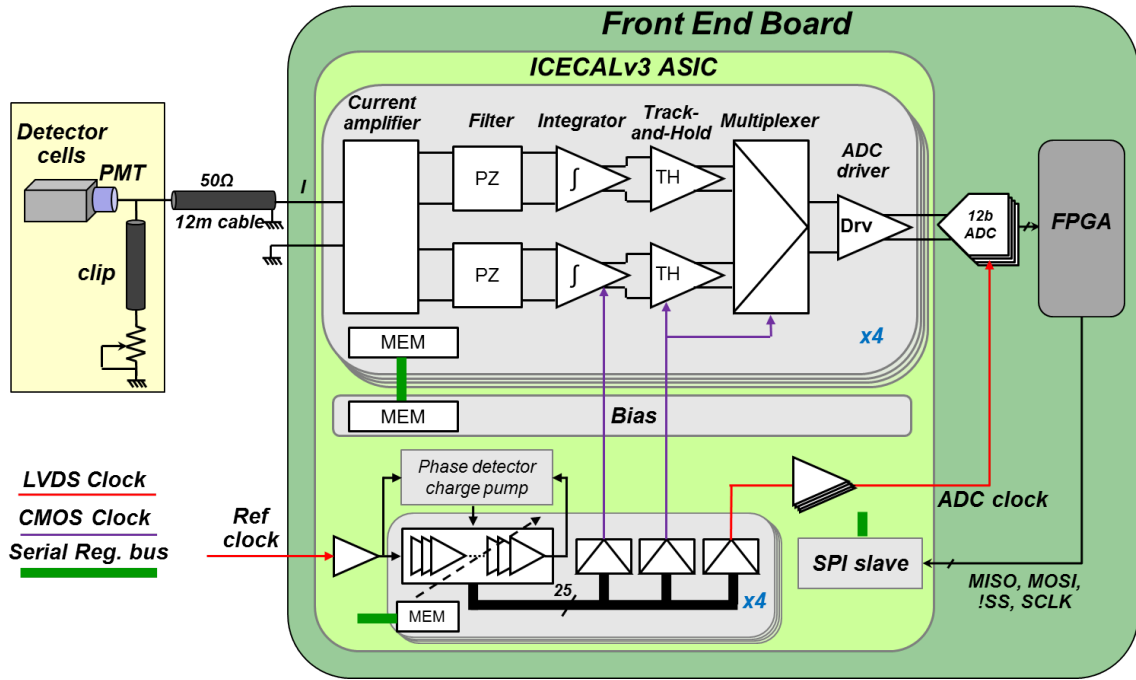 Front End Board
ICECALv3 ASIC
Current
amplifier
Filter
Integrator
Track-
and-Hold
Multiplexer
ADC
driver
Detector
cells
PMT
50Ω
12m cable
I
clip
PZ
∫
TH
Drv
12b
ADC
FPGA
PZ
∫
TH
x4
MEM
MEM
Bias
LVDS Clock
CMOS Clock
Serial Reg. bus
Ref
clock
Phase detector
charge pump
25
MEM
x4
ADC clock
SPI slave
MISO, MOSI,
!SS, SCLK